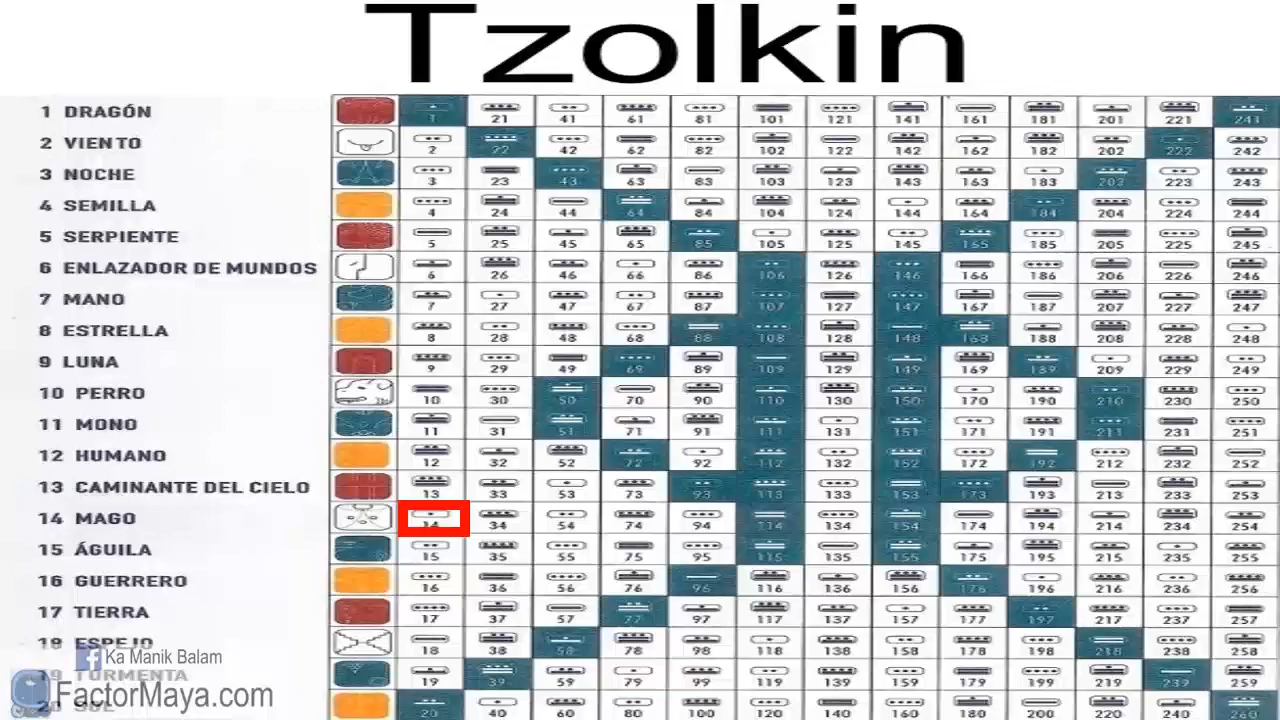 Tzolkin
1 DRAGÓN 1 21 41 61 81 101 121 141 161 181 201 221 241
2 VIENTO 2 22 42 62 82 102 122 142 162 182 202 222 242
3 NOCHE 3 23 43 63 83 103 123 143 163 183 203 223 243
4 SEMILLA 4 24 44 64 84 104 124 144 164 184 204 224 244
5 SERPIENTE 5 25 45 65 85 105 125 145 165 185 205 225 245
6 ENLAZADOR DE MUNDOS 6 26 46 66 86 106 126 146 166 186 206 226 246
7 MANO 7 27 47 67 87 107 127 147 167 187 207 227 247
8 ESTRELLA 8 28 48 68 88 108 128 148 168 188 208 228 248
9 LUNA 9 29 49 69 89 109 129 149 169 189 209 229 249
10 PERRO 10 30 50 70 90 110 130 150 170 190 210 230 250
11 MONO 11 31 51 71 91 111 131 151 171 191 211 231 251
12 HUMANO 12 32 52 72 92 112 132 152 172 192 212 232 252
13 CAMINANTE DEL CIELO 13 33 53 73 93 113 133 153 173 193 213 233 253
14 MAGO 14 34 54 74 94 114 134 154 174 194 214 234 254
15 ÁGUILA 15 35 55 75 95 115 135 155 175 195 215 235 255
16 GUERRERO 16 36 56 76 96 116 136 156 176 196 216 236 256
17 TIERRA 17 37 57 77 97 117 137 157 177 197 217 237 257
18 ESPEJO 18 38 58 78 98 118 138 158 178 198 218 238 258
Ka Manik Balam
19 TORMENTA 19 39 59 79 99 119 139 159 179 199 219 239 259
FactorMaya.com
20 40 60 80 100 120 140 160 180 200 220 240 260